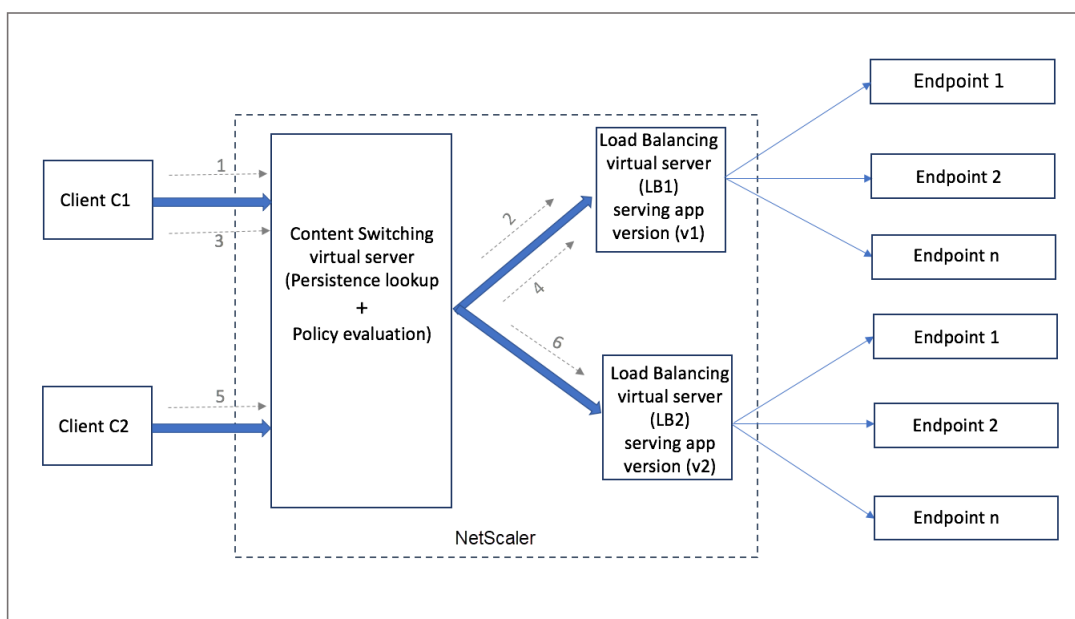 Client C1
Client C2
1
3
5
Content Switching
virtual server
(Persistence lookup
+
Policy evaluation)
2
4
6
Load Balancing
virtual server
(LB1)
serving app
version (v1)
Load Balancing
virtual server
(LB2)
serving app
version (v2)
NetScaler
Endpoint 1
Endpoint 2
Endpoint n
Endpoint 1
Endpoint 2
Endpoint n